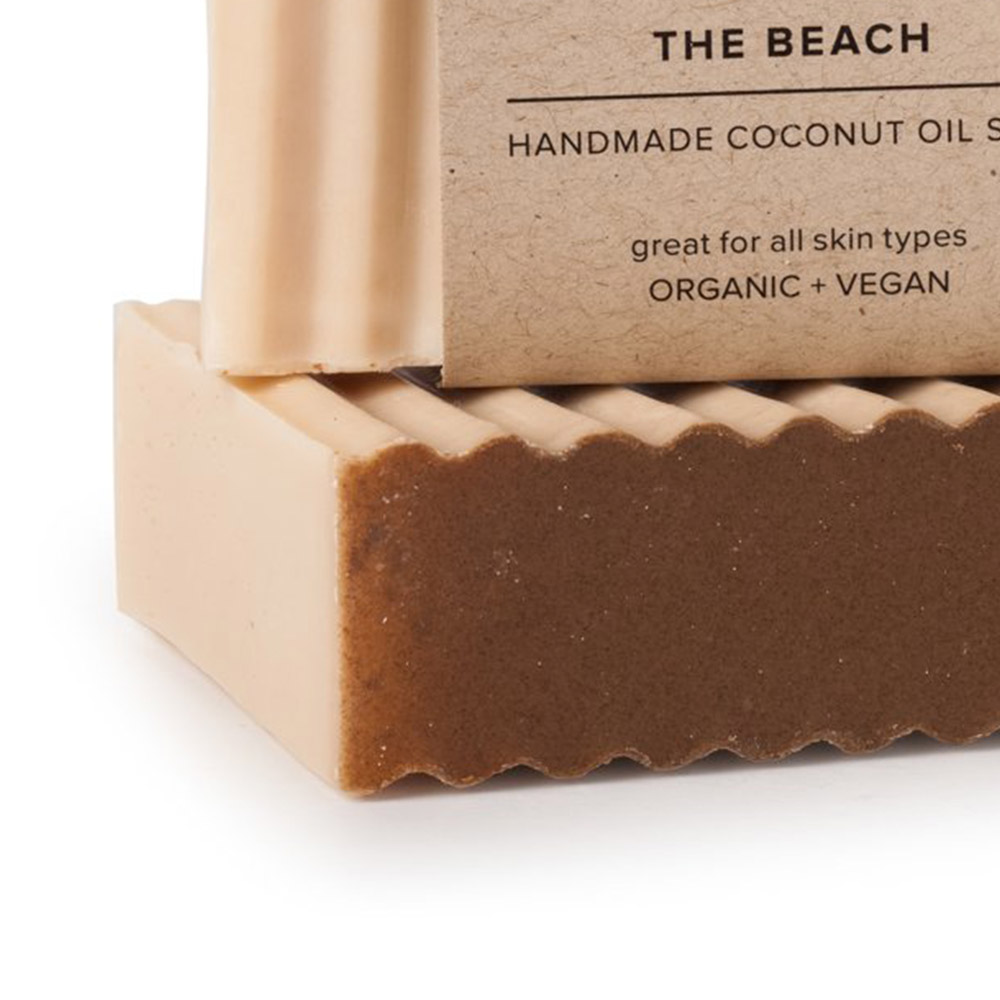 THE BEACH
HANDMADE COCONUT OIL S
great for all skin types
ORGANIC + VEGAN